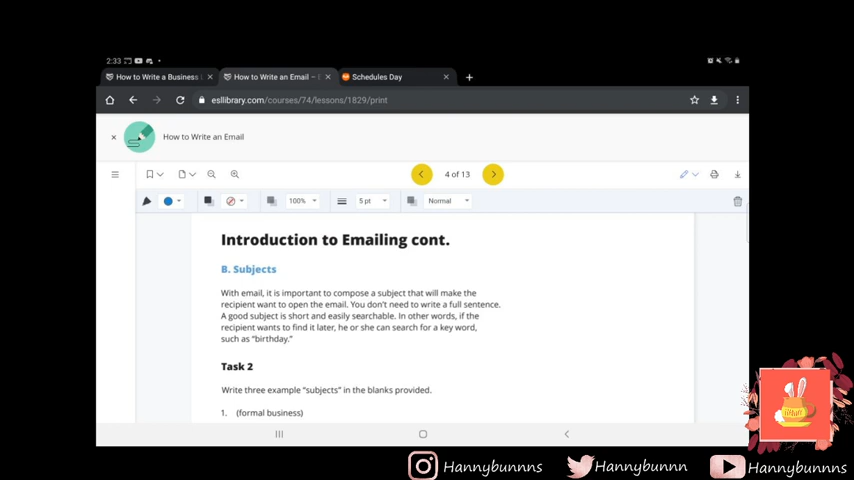 2:33
How to Write a Business
How to Write an Email –
Schedules Day
esllibrary.com/courses/74/lessons/1829/print
How to Write an Email
4 of 13
100%
5 pt
Normal
Introduction to Emailing cont.
B. Subjects
With email, it is important to compose a subject that will make the
recipient want to open the email. You don't need to write a full sentence.
A good subject is short and easily searchable. In other words, if the
recipient wants to find it later, he or she can search for a key word,
such as "birthday."
Task 2
Write three example "subjects" in the blanks provided.
1. (formal business)
Hannybunnns
Hannybunnn
Hannybunnns